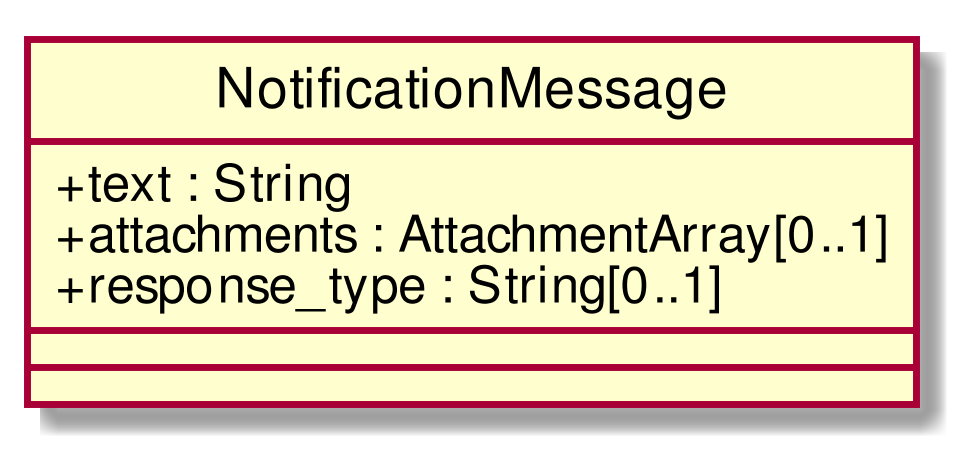 NotificationMessage
+text : String
+attachments : AttachmentArray[0..1]
+response_type : String[0..1]